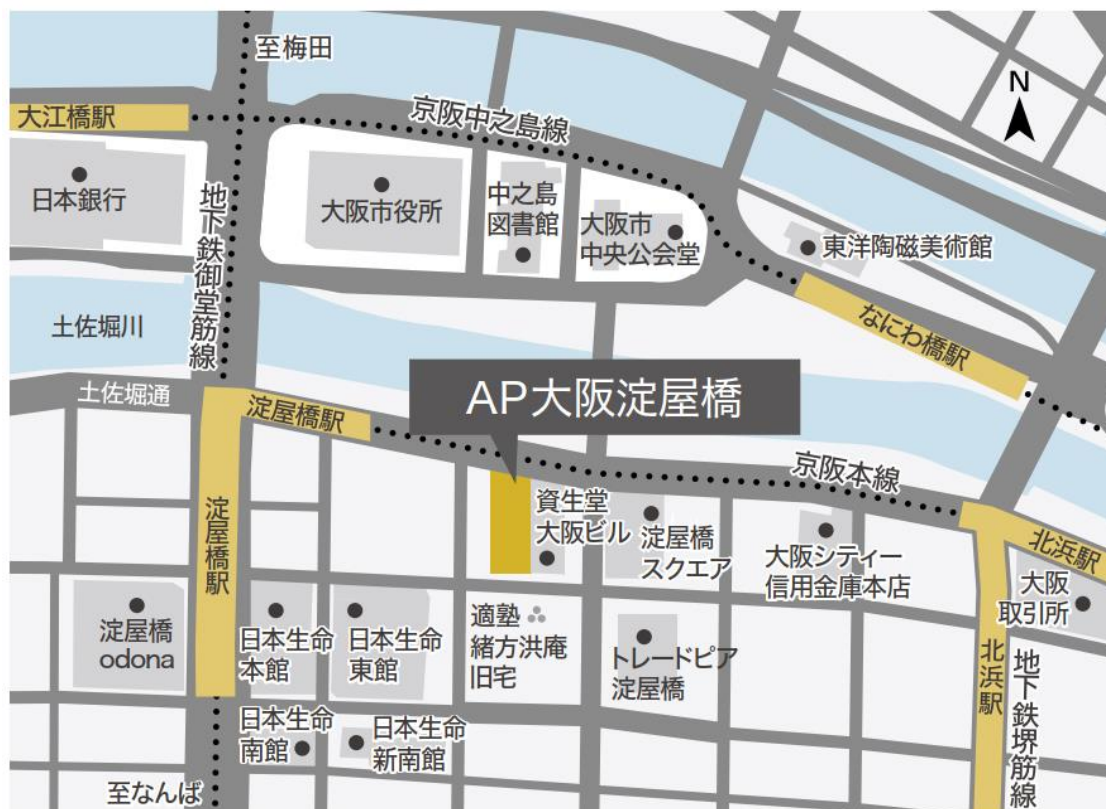 至梅田
N
大江橋駅
京阪中之島線
日本銀行
地下鉄御堂筋線
大阪市役所
中之島
図書館
大阪市
中央公会堂
東洋陶磁美術館
なにわ橋駅
土佐堀川
土佐堀通
淀屋橋駅
AP大阪淀屋橋
京阪本線
淀屋橋駅
資生堂
大阪ビル
淀屋橋
スクエア
大阪シティー
信用金庫本店
北浜駅
大阪
取引所
淀屋橋
odona
日本生命
本館
日本生命
東館
適塾
緒方洪庵
旧宅
トレードピア
淀屋橋
北浜駅
地下鉄堺筋線
日本生命
南館
日本生命
新南館
至なんば